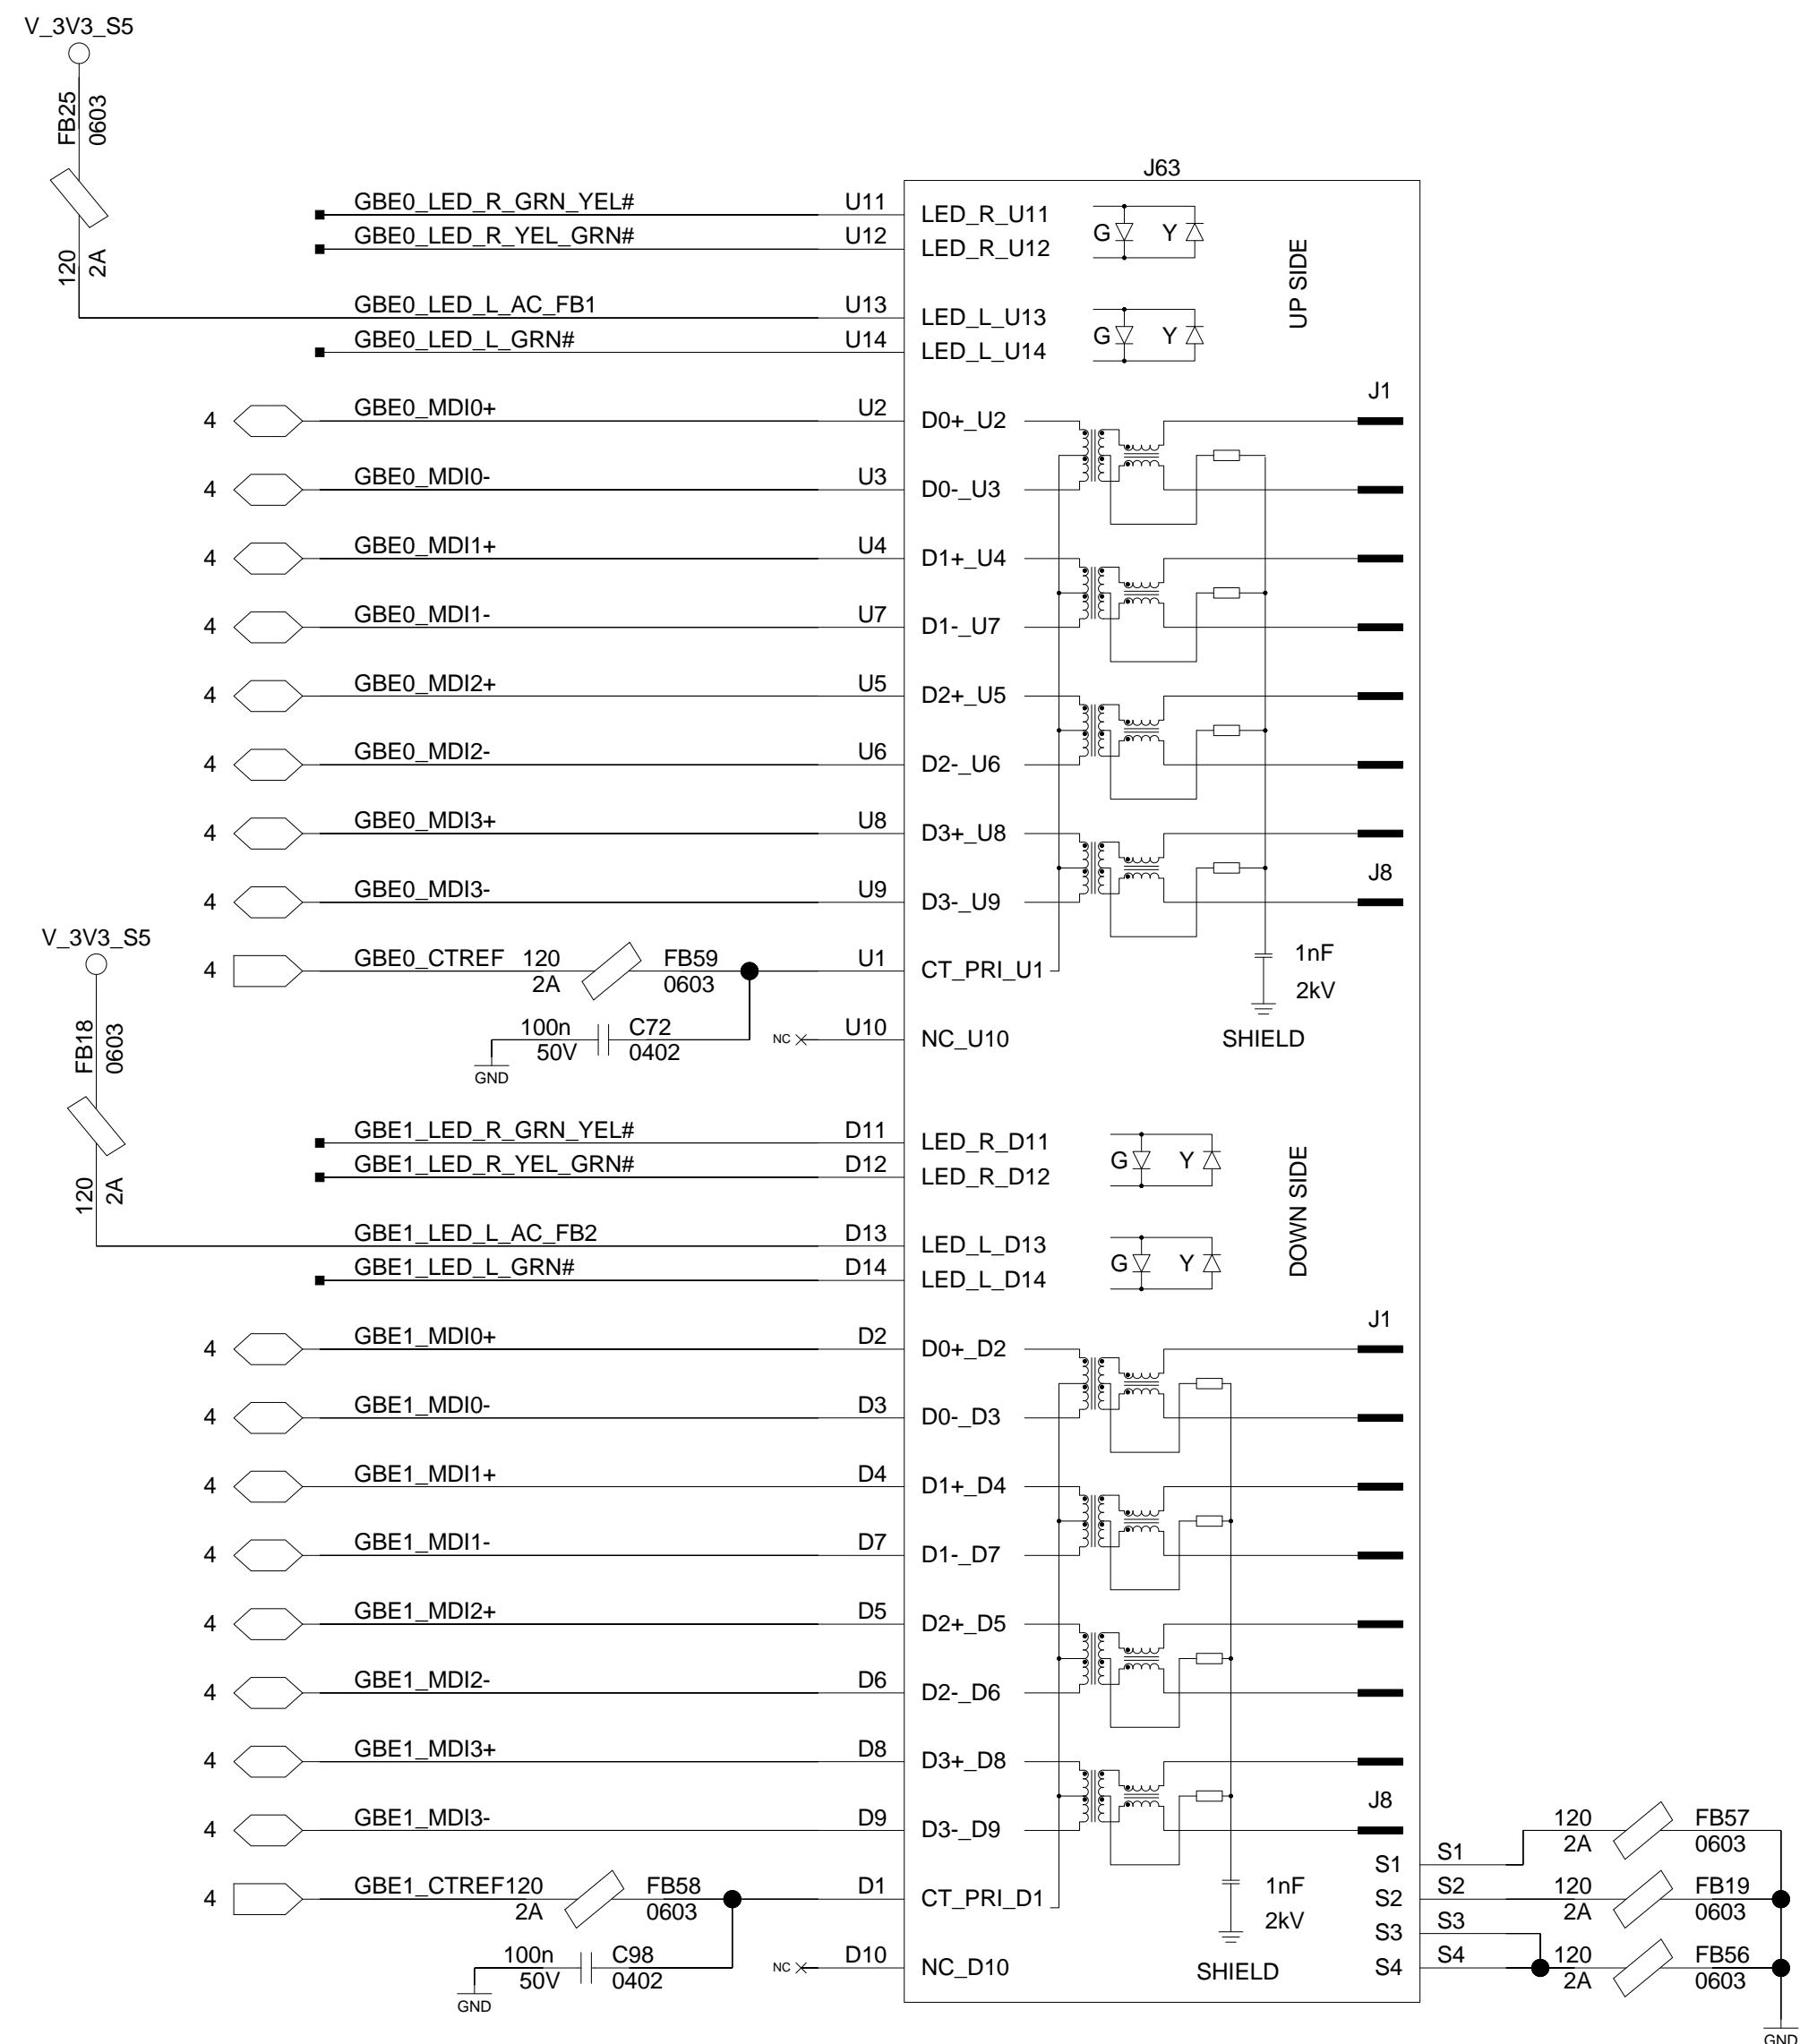 V_3V3_S5
FB25
0603
120
2A
J63
GBE0_LED_R_GRN_YEL# U11 LED_R_U11
GBE0_LED_R_YEL_GRN# U12 LED_R_U12
G Y
UP SIDE
GBE0_LED_L_AC_FB1 U13 LED_L_U13
GBE0_LED_L_GRN# U14 LED_L_U14
G Y
J1
4 GBE0_MDI0+ U2 D0+_U2
4 GBE0_MDI0- U3 D0-_U3
4 GBE0_MDI1+ U4 D1+_U4
4 GBE0_MDI1- U7 D1-_U7
4 GBE0_MDI2+ U5 D2+_U5
4 GBE0_MDI2- U6 D2-_U6
4 GBE0_MDI3+ U8 D3+_U8
J8
4 GBE0_MDI3- U9 D3-_U9
V_3V3_S5
FB18
0603
120
2A
4 GBE0_CTREF 120 FB59 U1 CT_PRI_U1
2A 0603
1nF
2kV
100n C72 NC U10 NC_U10 SHIELD
50V 0402
GND
GBE1_LED_R_GRN_YEL# D11 LED_R_D11
GBE1_LED_R_YEL_GRN# D12 LED_R_D12
G Y
DOWN SIDE
GBE1_LED_L_AC_FB2 D13 LED_L_D13
GBE1_LED_L_GRN# D14 LED_L_D14
G Y
J1
4 GBE1_MDI0+ D2 D0+_D2
4 GBE1_MDI0- D3 D0-_D3
4 GBE1_MDI1+ D4 D1+_D4
4 GBE1_MDI1- D7 D1-_D7
4 GBE1_MDI2+ D5 D2+_D5
4 GBE1_MDI2- D6 D2-_D6
4 GBE1_MDI3+ D8 D3+_D8
J8
4 GBE1_MDI3- D9 D3-_D9
120 FB57
2A 0603
S1 S1
4 GBE1_CTREF 120 FB58 D1 CT_PRI_D1
2A 0603
1nF
2kV
S2 S2 120 FB19
2A 0603
S3 S3
100n C98 NC D10 NC_D10 SHIELD
50V 0402
GND
S4 S4 120 FB56
2A 0603
GND